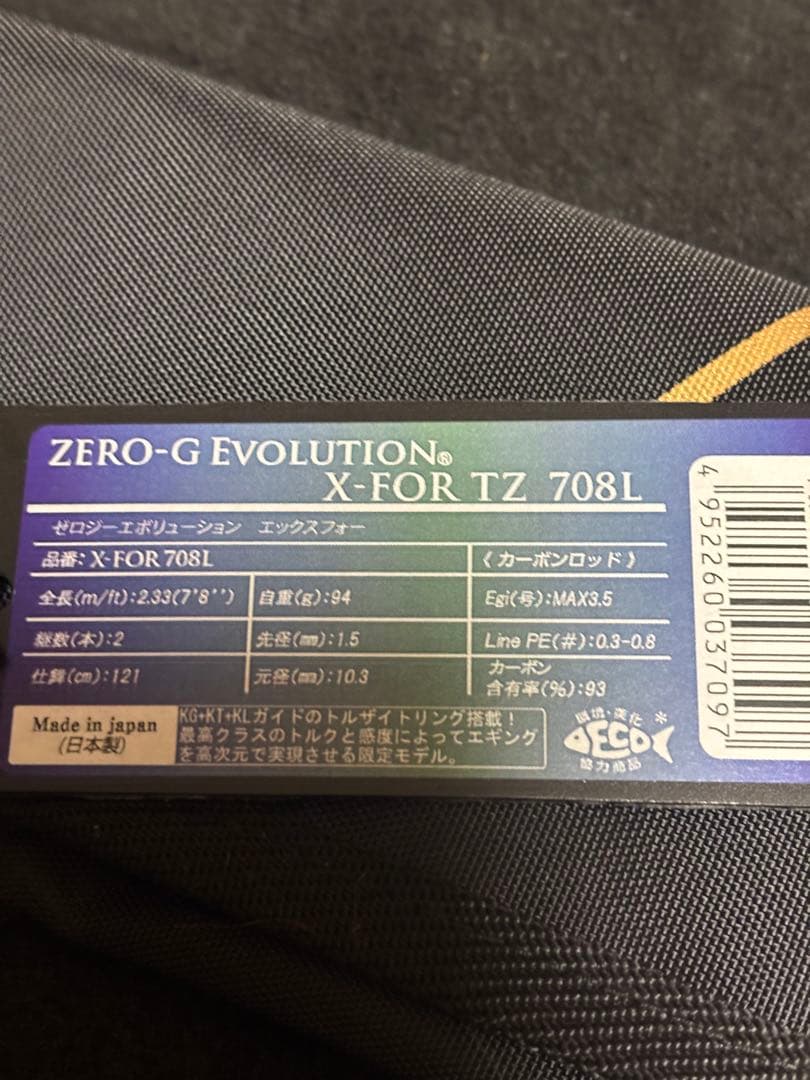 ZERO-G EVOLUTION®
X-FOR TZ 708L
ゼロジーエボリューション エックスフォー
品番: X-FOR 708L
《カーボンロッド》
全長(m/ft):2.33(7'8'')
自重(g):94
Egi(号):MAX3.5
継数(本):2
先径(㎜):1.5
Line PE(#):0.3-0.8
仕舞(㎝):121
元径(㎜):10.3
カーボン
含有率(%):93
Made in japan
(日本製)
KG+KT+KLガイドのトルザイトリング搭載!
最高クラスのトルクと感度によってエギング
を高次元で実現させる限定モデル。
環境・美化
DECO
協力商品
4 952260 037097